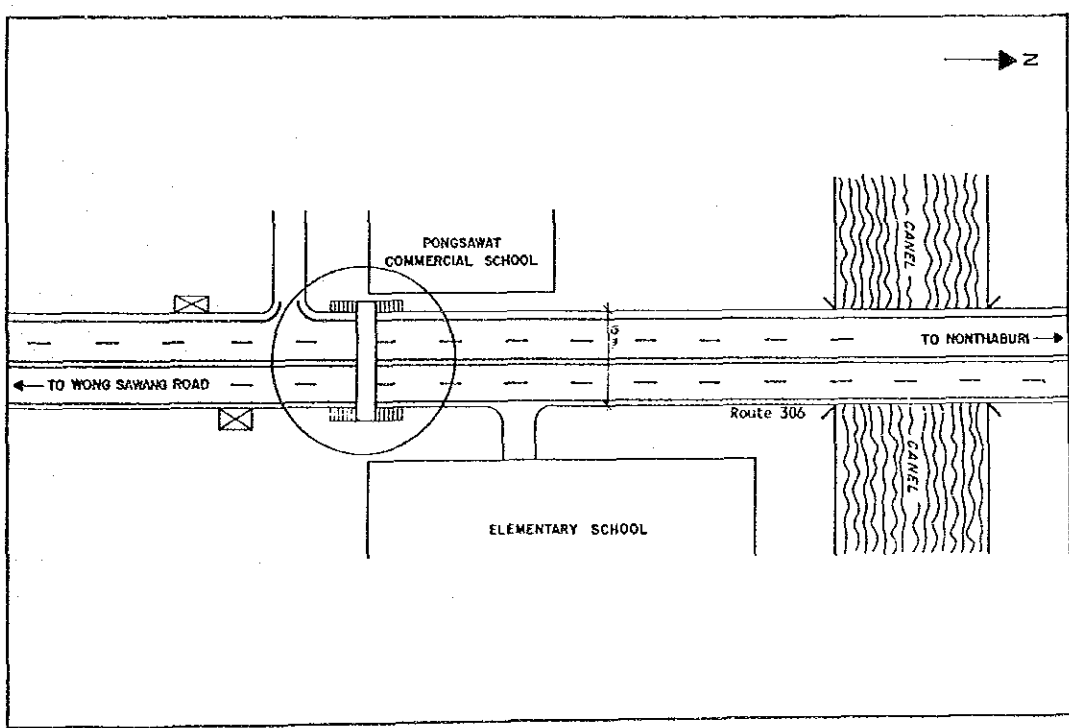 N
CANEL
PONGSAWAT
COMMERCIAL SCHOOL
TO NONTHABURI
TO WONG SAWANG ROAD
Route 306
CANEL
ELEMENTARY SCHOOL